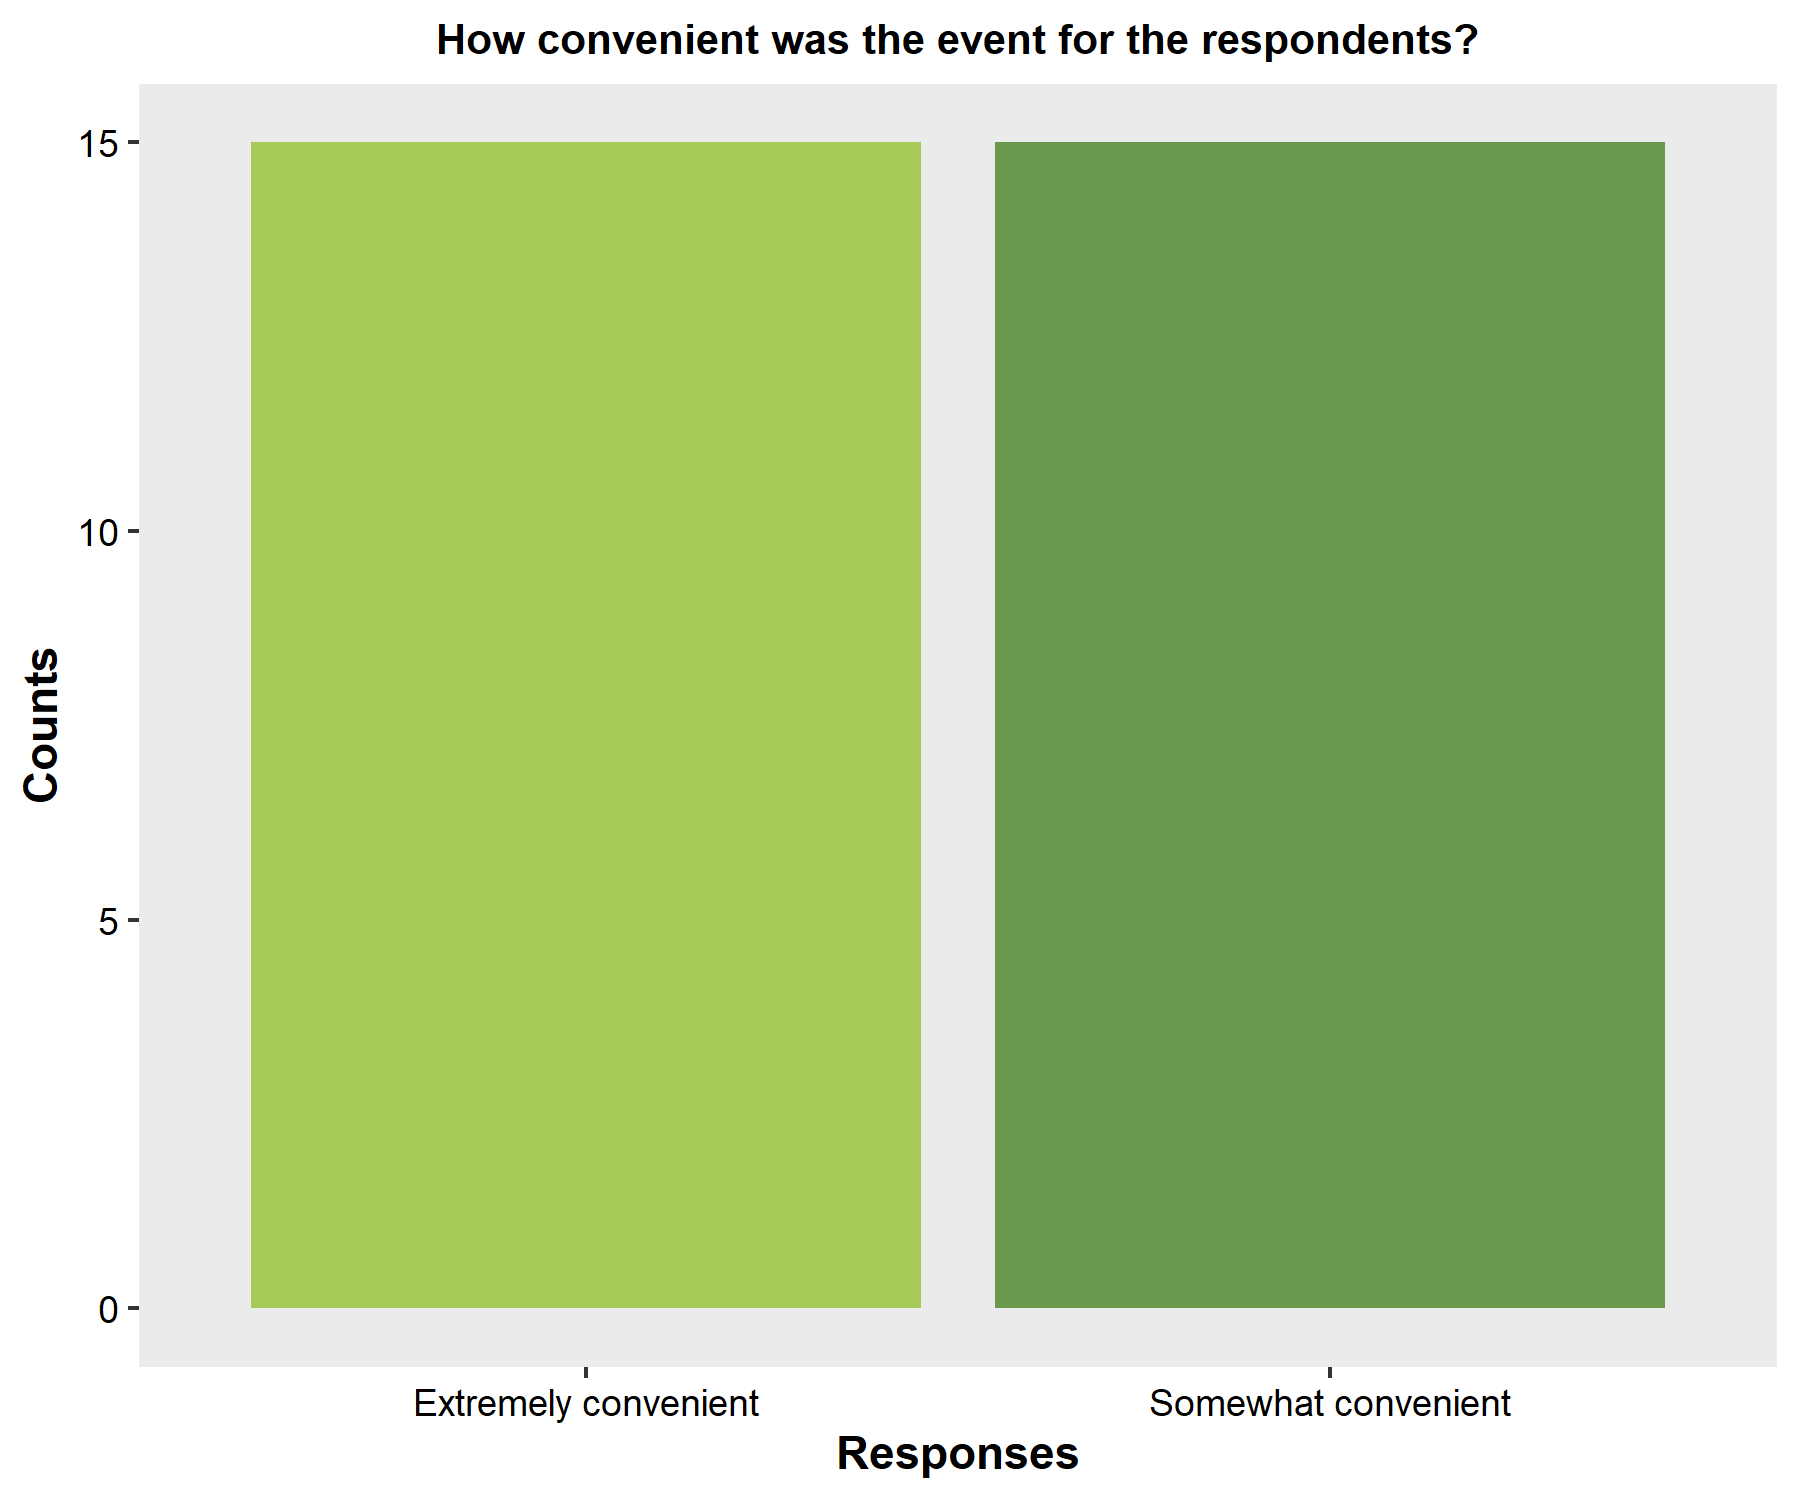 How convenient was the event for the respondents?
15
10
5
0
Counts
Extremely convenient
Somewhat convenient
Responses